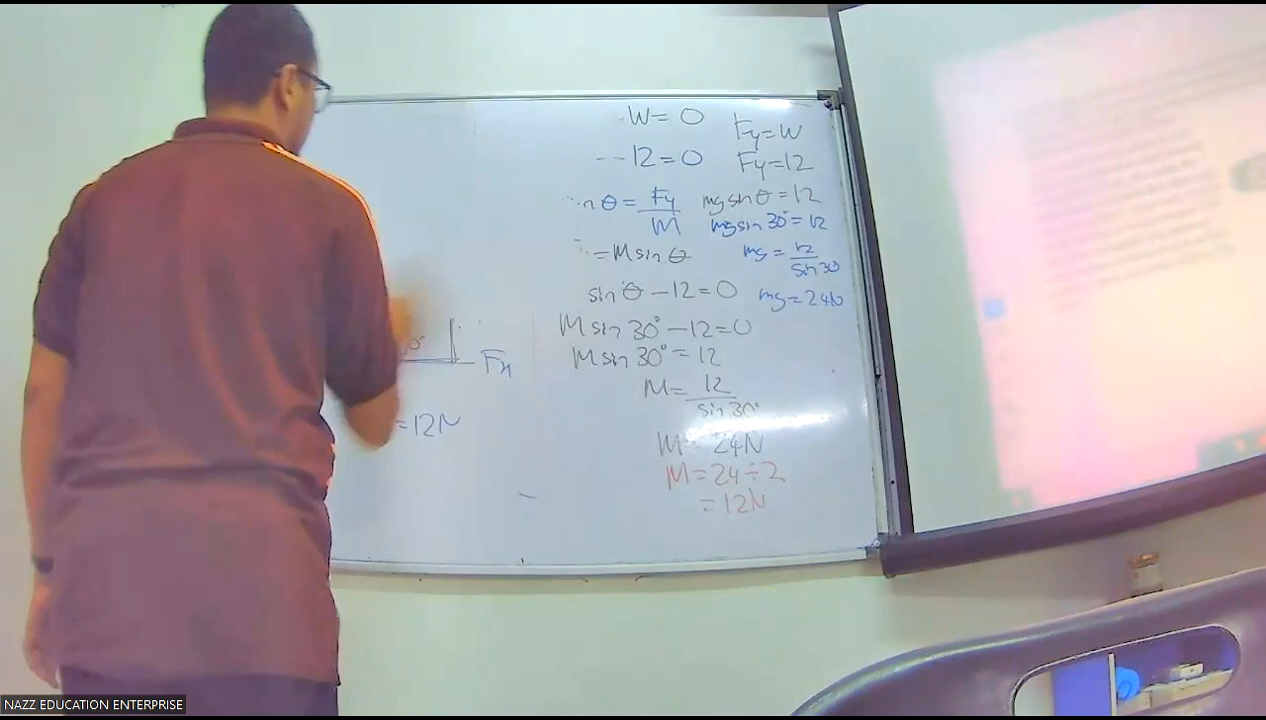 W = 0
-12 = 0
θ = Fy/M
= M sin θ
sin θ - 12 = 0
M sin 30° - 12 = 0
M sin 30° = 12
M = 12/sin 30°
M = 24N
M = 24 ÷ 2
= 12N
Fy = W
Fy = 12
mg sin θ = 12
mg sin 30° = 12
mg = 12/sin 30
mg = 24N
Fx
= 12N
NAZZ EDUCATION ENTERPRISE